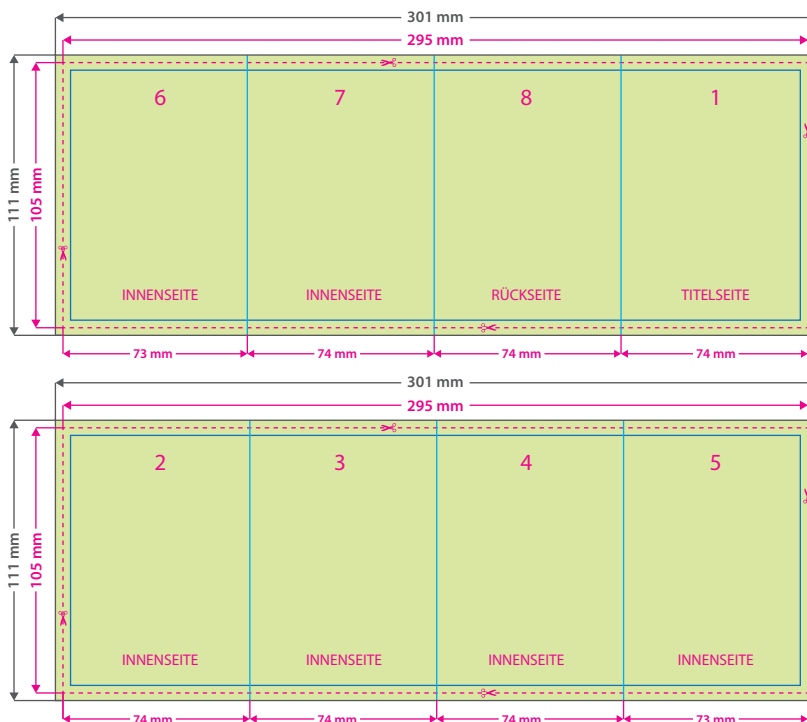 301 mm
295 mm
111 mm
105 mm
6 7 8 1
INNENSEITE INNENSEITE RÜCKSEITE TITELSEITE
73 mm 74 mm 74 mm 74 mm
301 mm
295 mm
111 mm
105 mm
2 3 4 5
INNENSEITE INNENSEITE INNENSEITE INNENSEITE
74 mm 74 mm 74 mm 73 mm